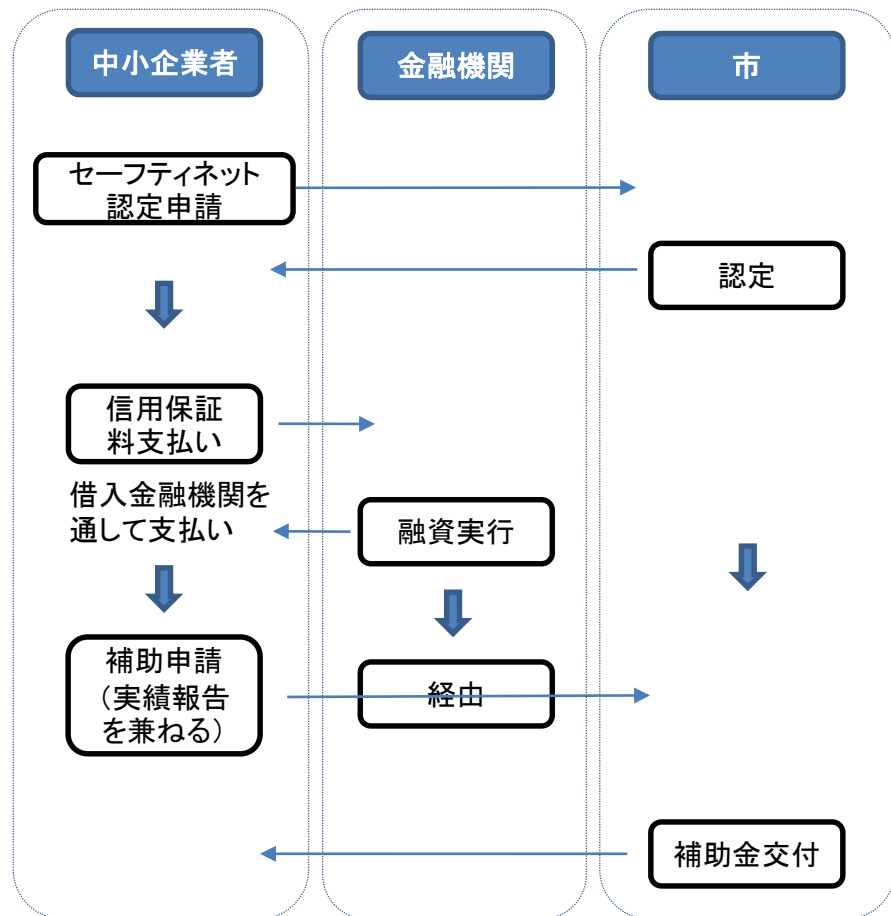 中小企業者
金融機関
市
セーフティネット
認定申請
認定
信用保証
料支払い
借入金融機関を
通して支払い
融資実行
補助申請
（実績報告
を兼ねる）
経由
補助金交付